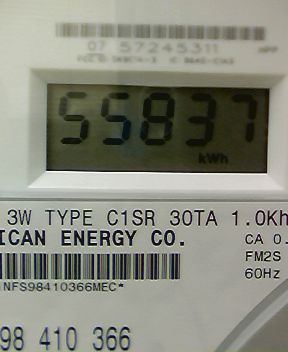 07 57245311
55837
kWh
3W TYPE C1SR 30TA 1.0Kh
ICAN ENERGY CO.
CA 0.
FM2S
60Hz
NFS98410366MEC*
98 410 366